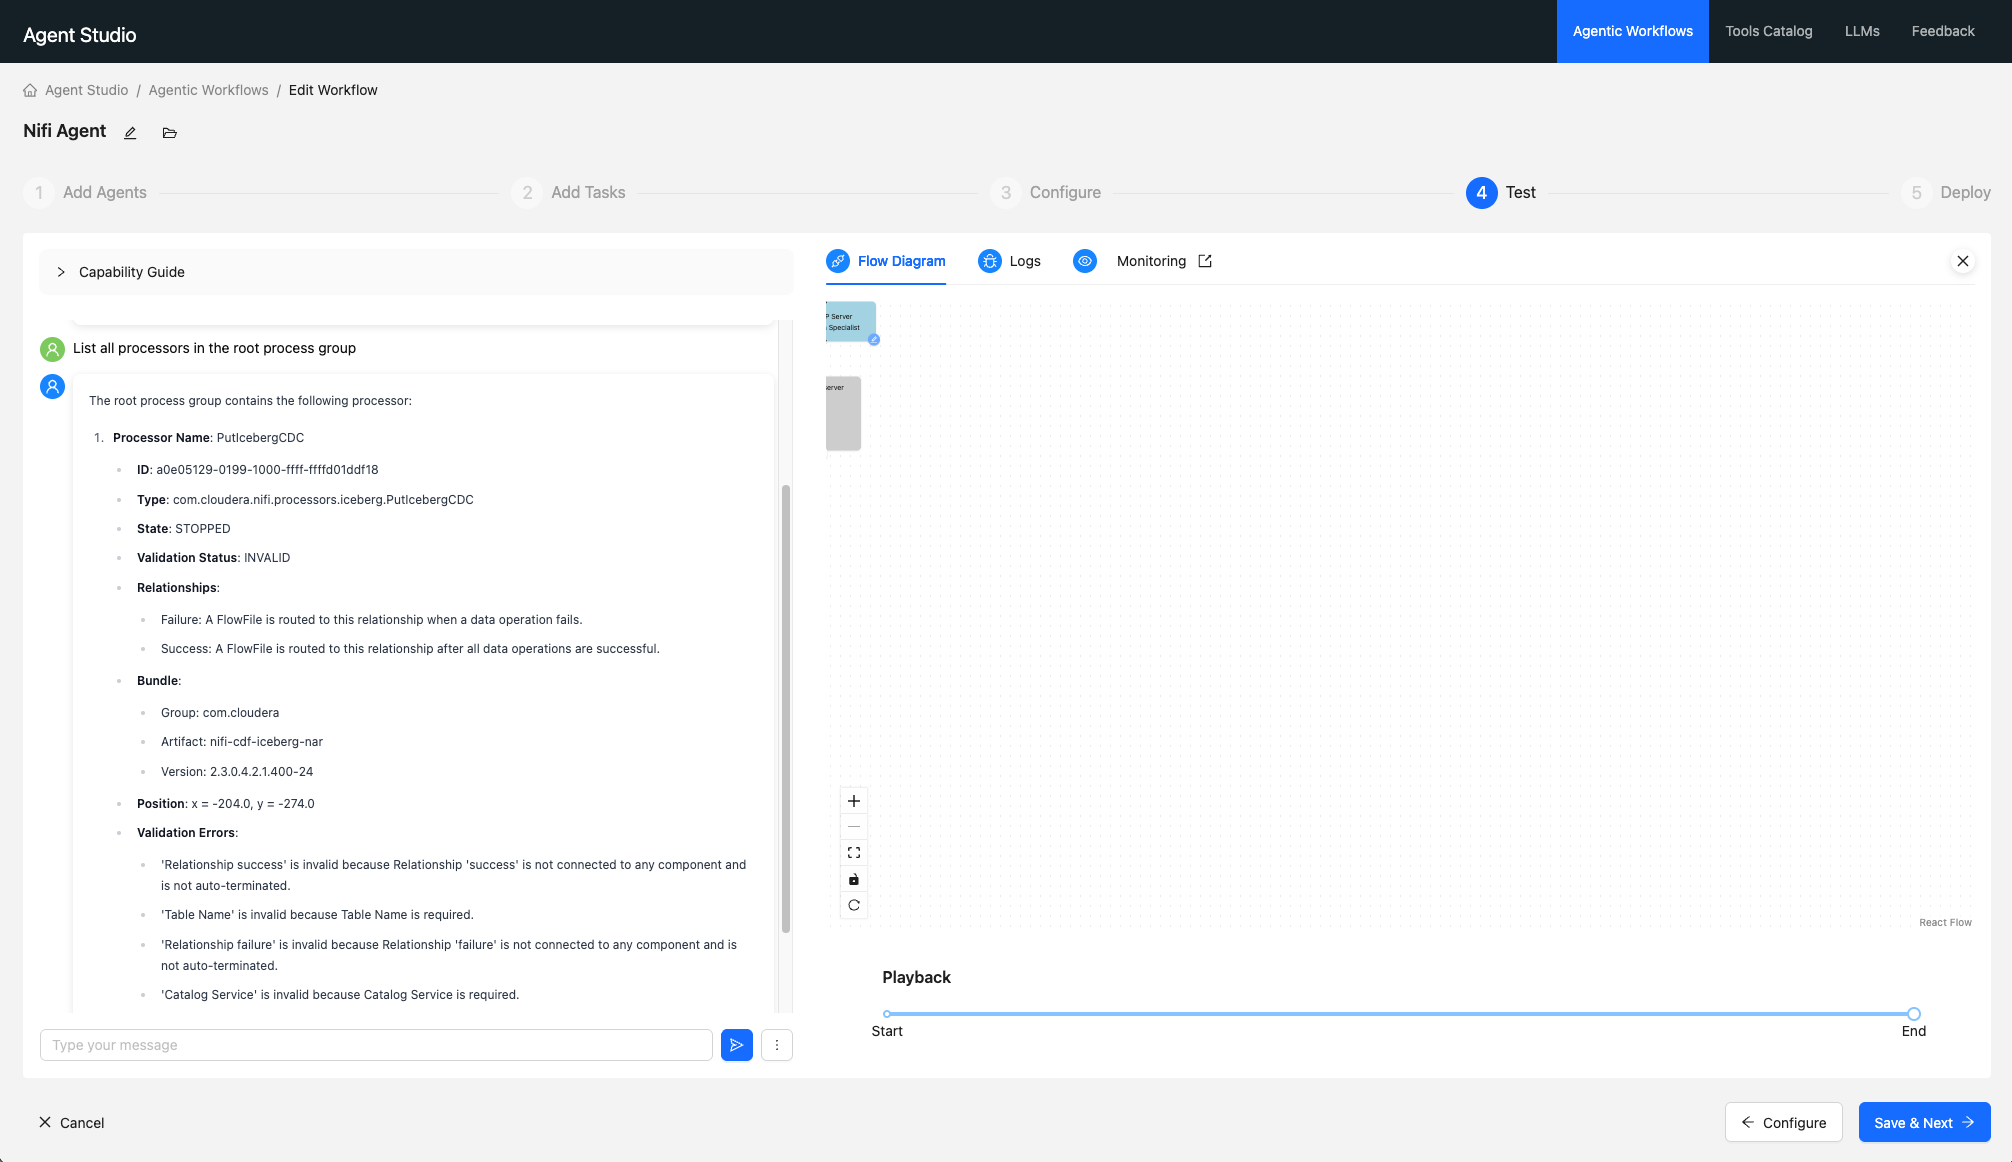 Agent Studio
Agentic Workflows
Tools Catalog
LLMs
Feedback
Agent Studio / Agentic Workflows / Edit Workflow
Nifi Agent
1 Add Agents
2 Add Tasks
3 Configure
4 Test
5 Deploy
Capability Guide
List all processors in the root process group
The root process group contains the following processor:
1. Processor Name: PutIcebergCDC
ID: a0e05129-0199-1000-ffff-ffffd01ddf18
Type: com.cloudera.nifi.processors.iceberg.PutIcebergCDC
State: STOPPED
Validation Status: INVALID
Relationships:
Failure: A FlowFile is routed to this relationship when a data operation fails.
Success: A FlowFile is routed to this relationship after all data operations are successful.
Bundle:
Group: com.cloudera
Artifact: nifi-cdf-iceberg-nar
Version: 2.3.0.4.2.1.400-24
Position: x = -204.0, y = -274.0
Validation Errors:
'Relationship success' is invalid because Relationship 'success' is not connected to any component and
is not auto-terminated.
'Table Name' is invalid because Table Name is required.
'Relationship failure' is invalid because Relationship 'failure' is not connected to any component and is
not auto-terminated.
'Catalog Service' is invalid because Catalog Service is required.
Type your message
Flow Diagram
Logs
Monitoring
P Server
Specialist
erver
React Flow
Playback
Start
End
Cancel
Configure
Save & Next